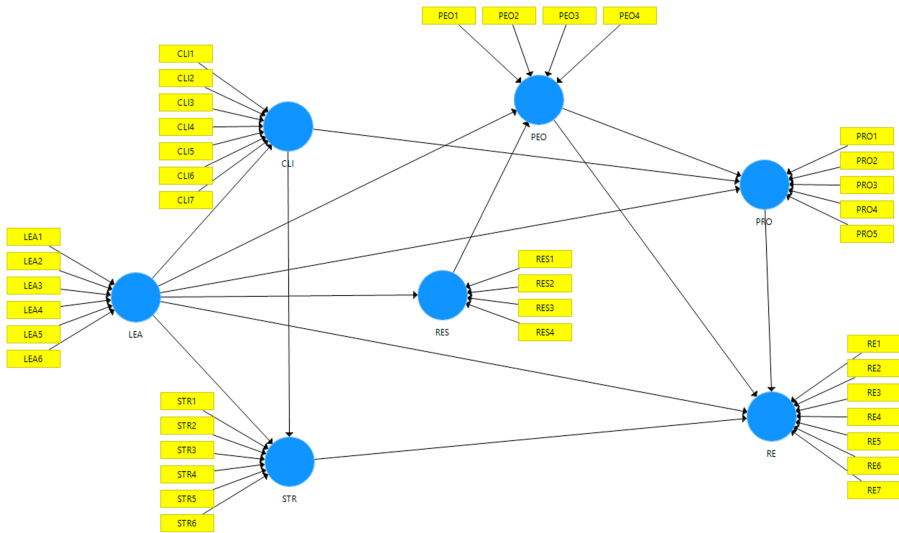 PEO1
PEO2
PEO3
PEO4
PEO
CLI1
CLI2
CLI3
CLI4
CLI5
CLI6
CLI7
CLI
PRO1
PRO2
PRO3
PRO4
PRO5
PRO
LEA1
LEA2
LEA3
LEA4
LEA5
LEA6
LEA
RES1
RES2
RES3
RES4
RES
STR1
STR2
STR3
STR4
STR5
STR6
STR
RE1
RE2
RE3
RE4
RE5
RE6
RE7
RE